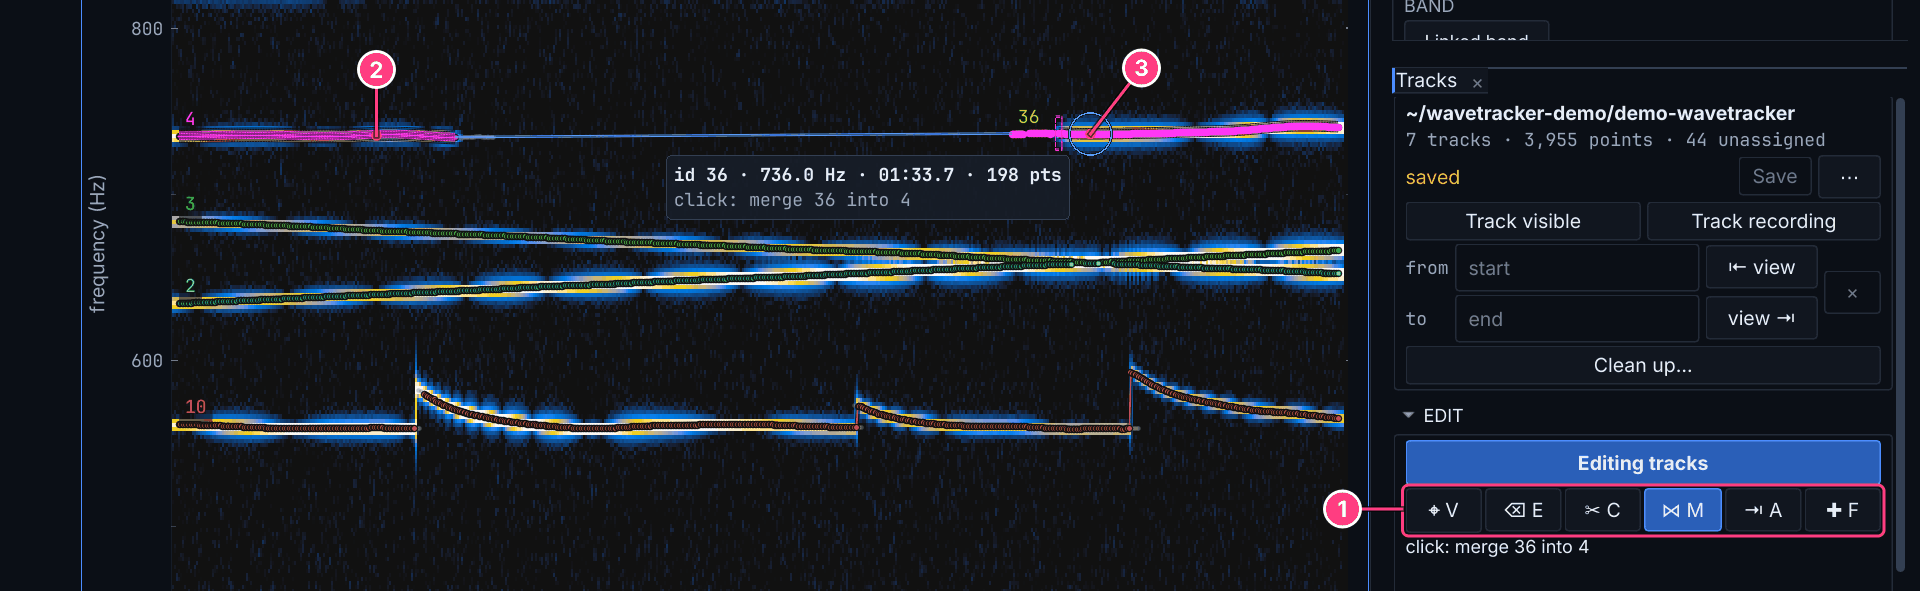 BAND
Linked band
800
2
3
4
36
Tracks ×
~/wavetracker-demo/demo-wavetracker
7 tracks · 3,955 points · 44 unassigned
id 36 · 736.0 Hz · 01:33.7 · 198 pts
click: merge 36 into 4
saved
Save
...
3
Track visible
Track recording
frequency (Hz)
from
start
⇤ view
×
2
to
end
view ⇥
600
Clean up...
10
EDIT
Editing tracks
1
⌖ V
⌫ E
✂ C
⋈ M
⇥ A
✚ F
click: merge 36 into 4